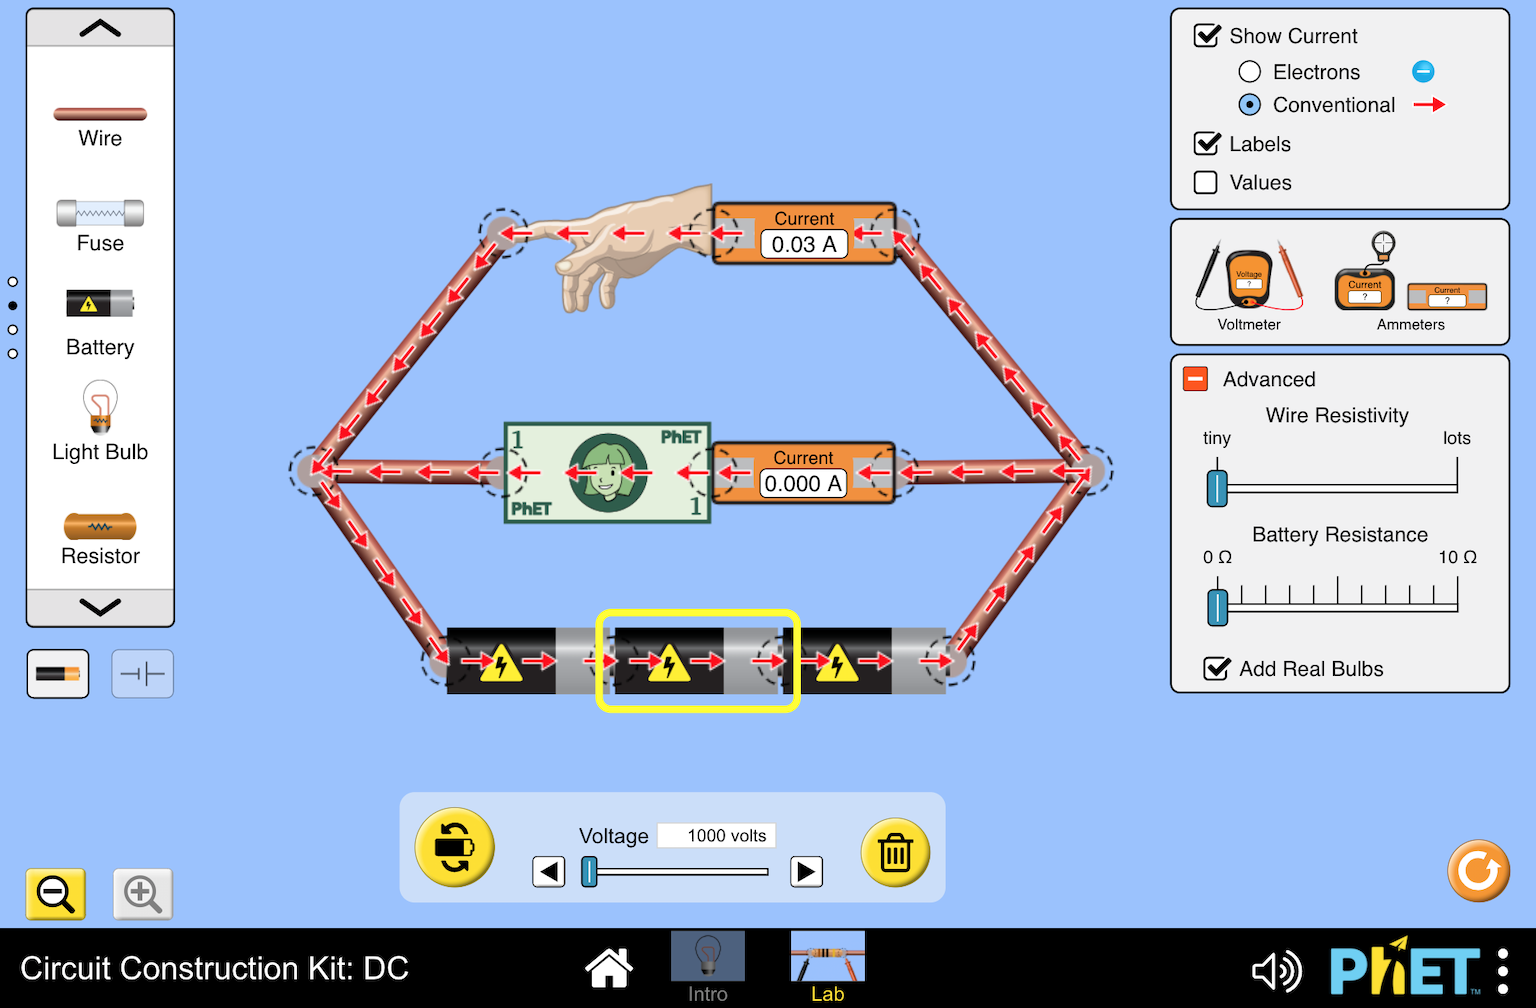 Wire
Fuse
Battery
Light Bulb
Resistor
Current
0.03 A
1
PhET
PhET
1
Current
0.000 A
Show Current
Electrons
Conventional
Labels
Values
Voltage
?
Voltmeter
Current
?
Current
?
Ammeters
Advanced
Wire Resistivity
tiny
lots
Battery Resistance
0 Ω
10 Ω
Add Real Bulbs
Voltage
1000 volts
Circuit Construction Kit: DC
Intro
Lab
PhET™